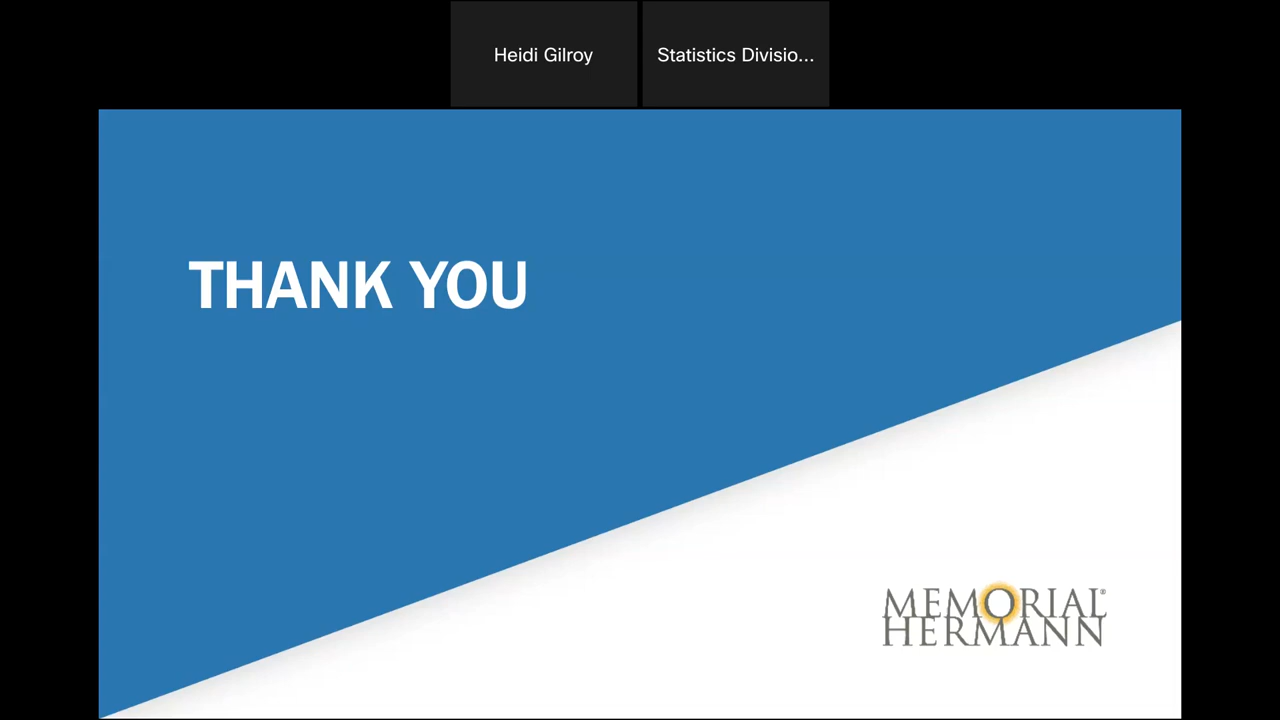 Heidi Gilroy
Statistics Divisio...
THANK YOU
MEMORIAL®
HERMANN